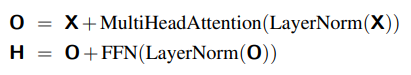 O = X + MultiHeadAttention(LayerNorm(X))
H = O + FFN(LayerNorm(O))